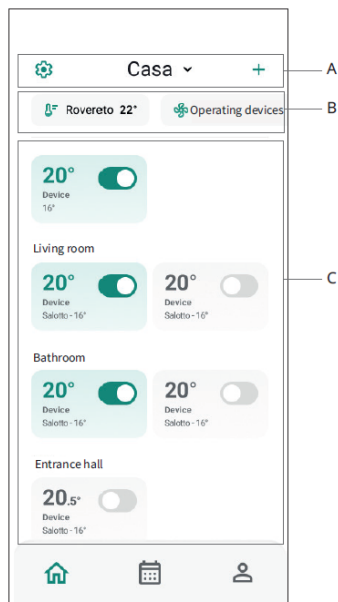 Casa
A
Rovereto 22°
Operating devices
B
20°
Device
16°
Living room
20°
Device
Salotto - 16°
20°
Device
Salotto - 16°
C
Bathroom
20°
Device
Salotto - 16°
20°
Device
Salotto - 16°
Entrance hall
20.5°
Device
Salotto - 16°